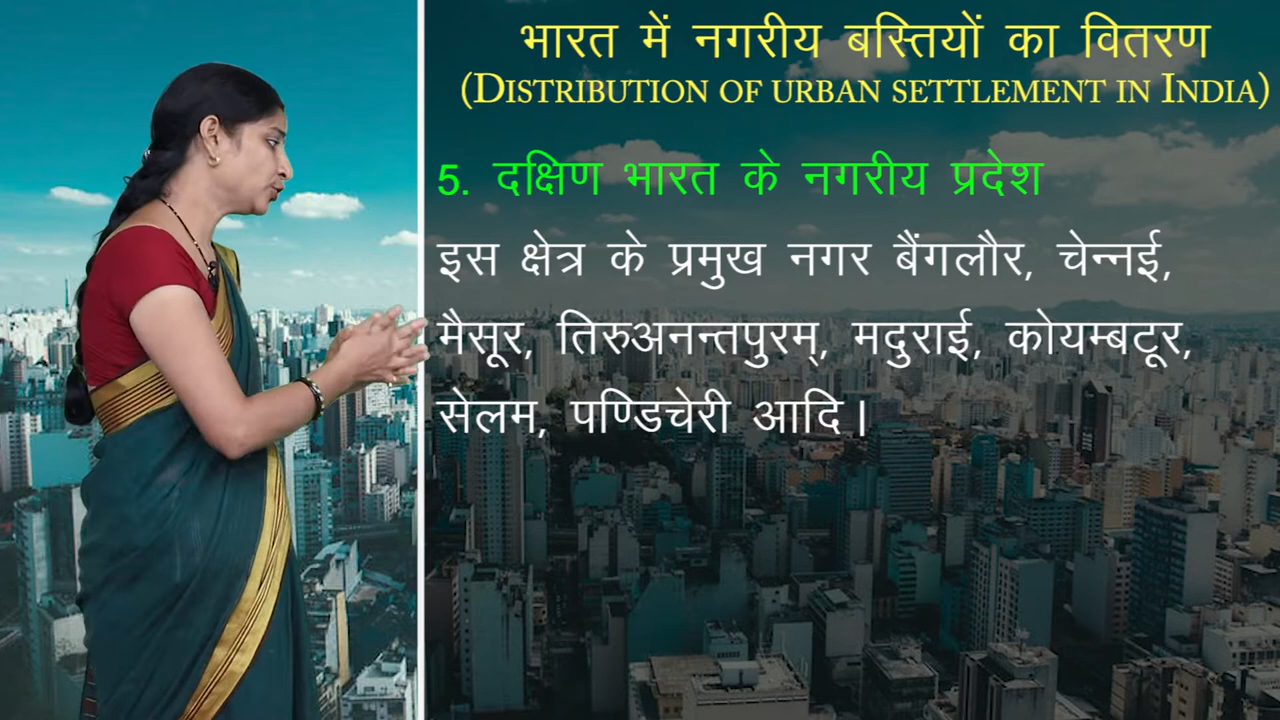 भारत में नगरीय बस्तियों का वितरण
(DISTRIBUTION OF URBAN SETTLEMENT IN INDIA)
5. दक्षिण भारत के नगरीय प्रदेश
इस क्षेत्र के प्रमुख नगर बैंगलौर, चेन्नई,
मैसूर, तिरुअनन्तपुरम्, मदुराई, कोयम्बटूर,
सेलम, पण्डिचेरी आदि।